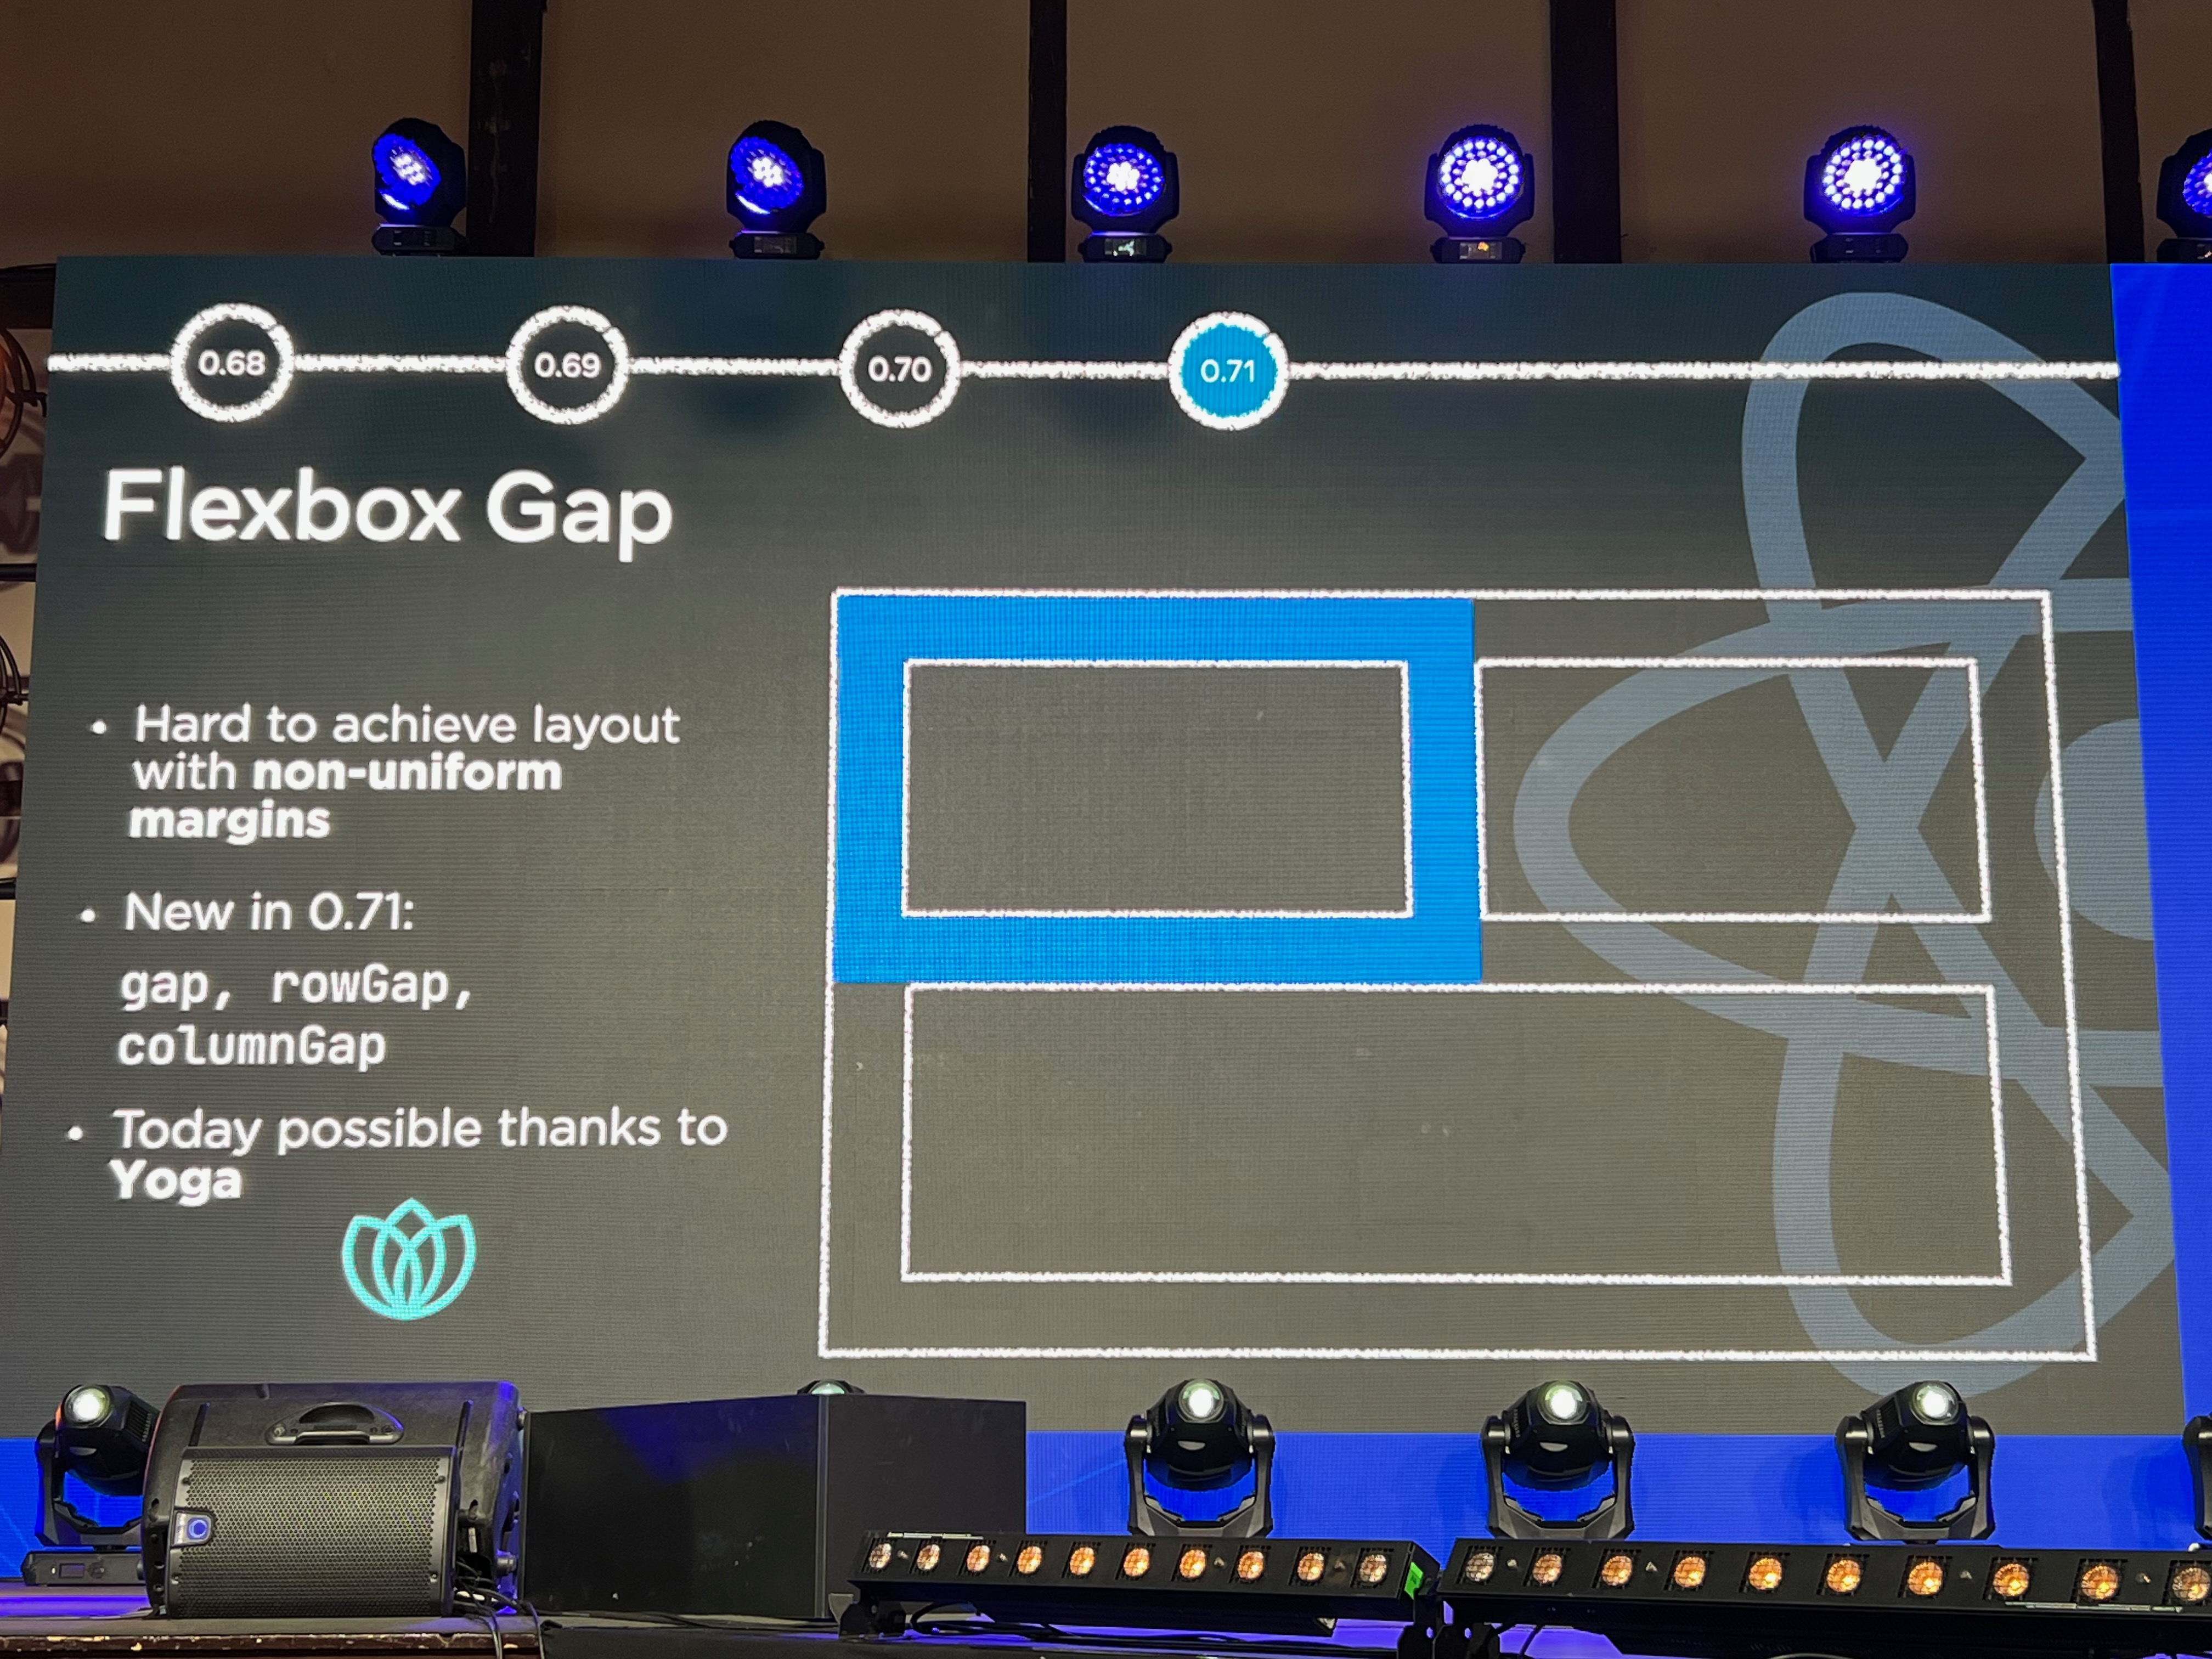 0.68 0.69 0.70 0.71
Flexbox Gap
• Hard to achieve layout
with non-uniform
margins
• New in 0.71:
gap, rowGap,
columnGap
• Today possible thanks to
Yoga